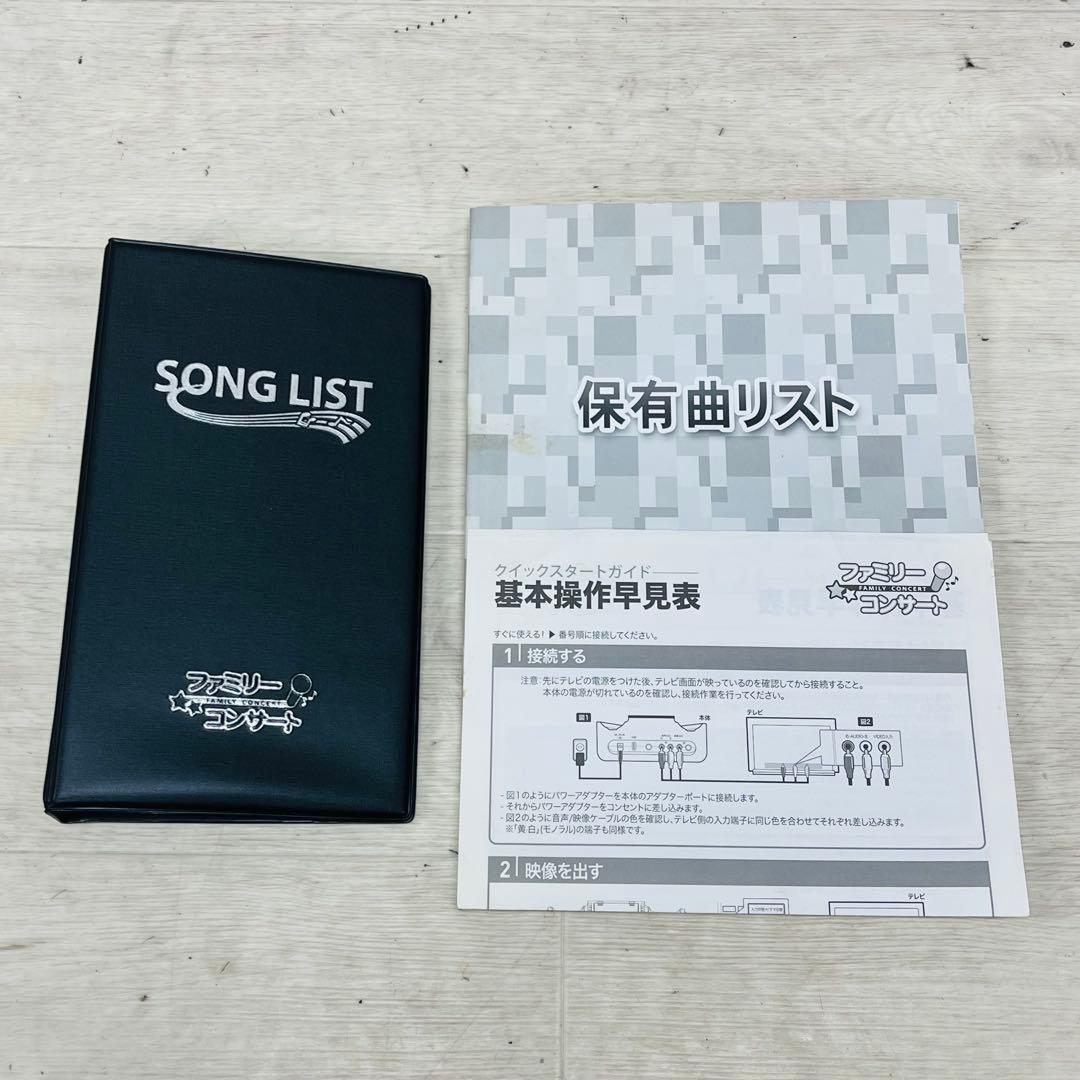 SONG LIST
ファミリー
FAMILY CONCERT
コンサート
保有曲リスト
クイックスタートガイド
基本操作早見表
ファミリー
FAMILY CONCERT
コンサート
すぐに使える! ▶ 番号順に接続してください。
1 接続する
注意: 先にテレビの電源をつけた後、テレビ画面が映っているのを確認してから接続すること。
本体の電源が切れているのを確認し、接続作業を行ってください。
図1
本体
テレビ
図2
右-AUDIO-左 VIDEO入力
- 図1のようにパワーアダプターを本体のアダプターポートに接続します。
- それからパワーアダプターをコンセントに差し込みます。
- 図2のように音声/映像ケーブルの色を確認し、テレビ側の入力端子に同じ色を合わせてそれぞれ差し込みます。
※「黄:白」(モノラル)の端子も同様です。
2 映像を出す
テレビ